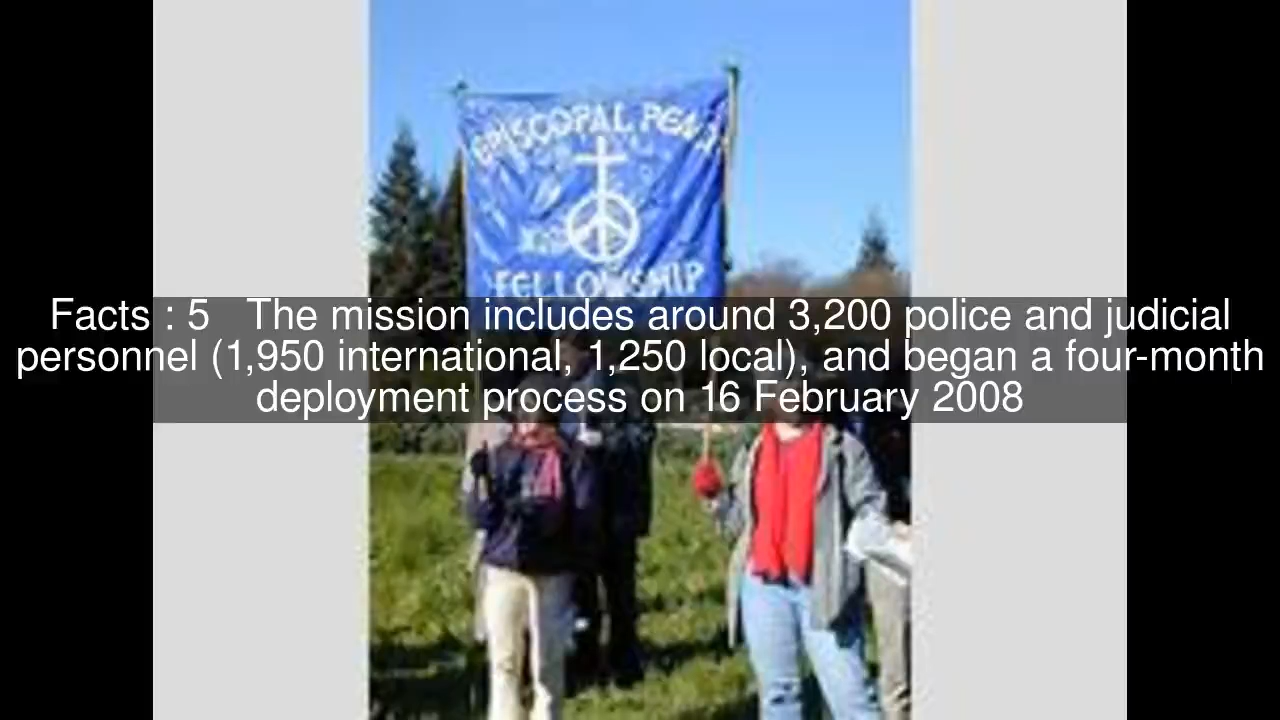 EPISCOPAL PEACE
FELLOWSHIP
Facts : 5 The mission includes around 3,200 police and judicial
personnel (1,950 international, 1,250 local), and began a four-month
deployment process on 16 February 2008